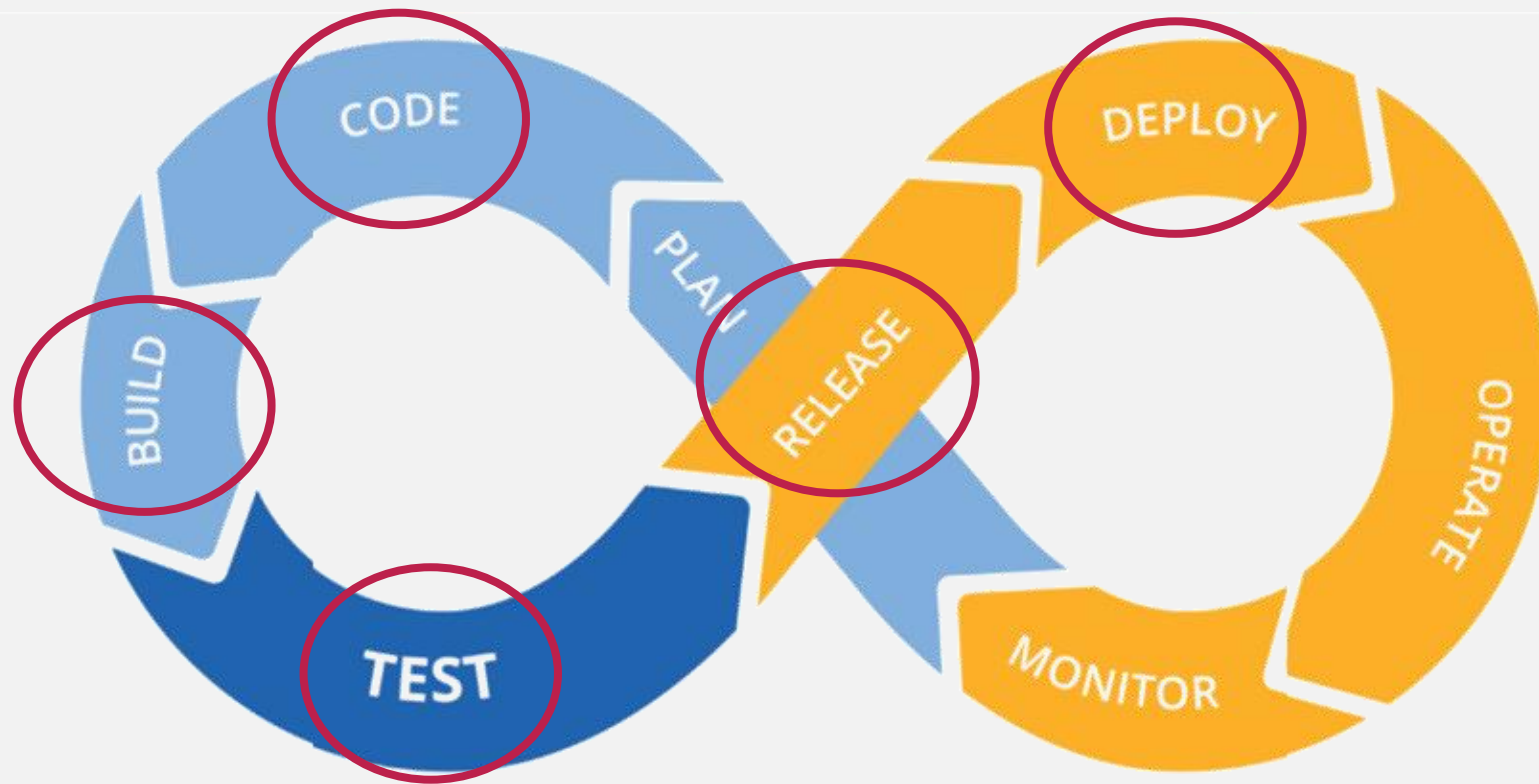 CODE
DEPLOY
PLAN
RELEASE
BUILD
OPERATE
TEST
MONITOR